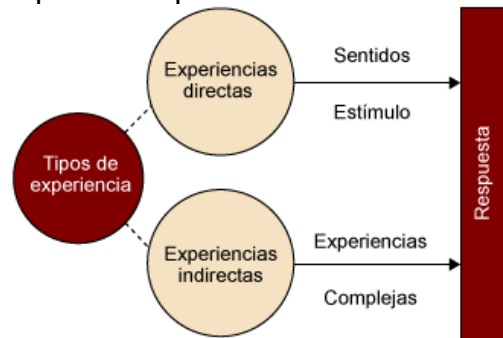 Tipos de
experiencia
Experiencias
directas
Sentidos
Estímulo
Experiencias
indirectas
Experiencias
Complejas
Respuesta